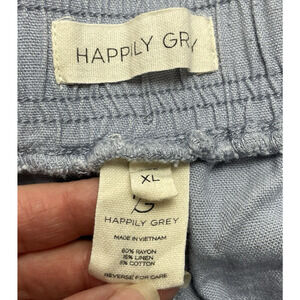 HAPPILY GREY
XL
HAPPILY GREY
MADE IN VIETNAM
80% RAYON
15% LINEN
5% COTTON
REVERSE FOR CARE